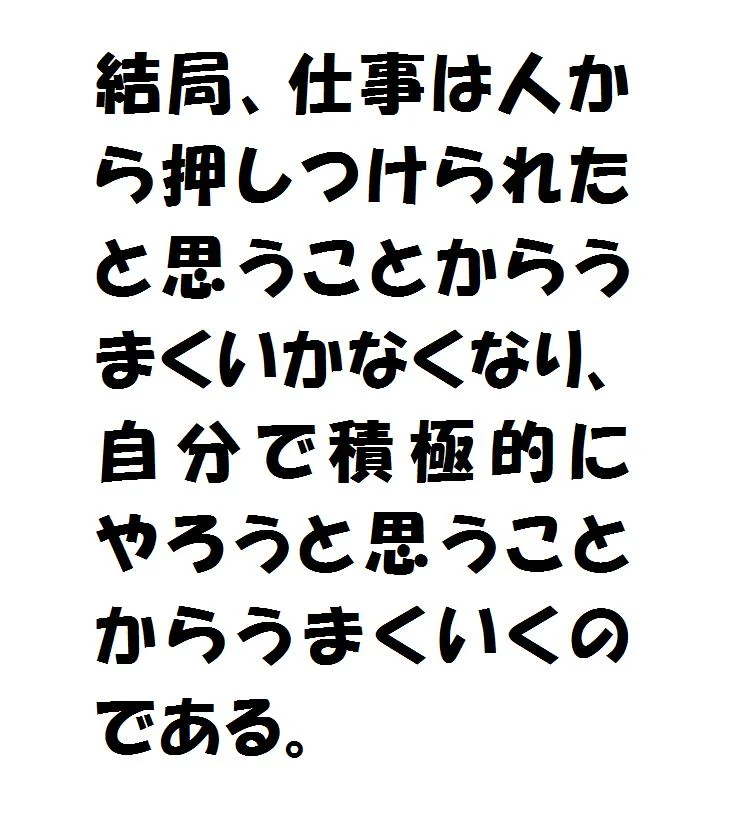 結局、仕事は人か
ら押しつけられた
と思うことからう
まくいかなくなり、
自分で積極的に
やろうと思うこと
からうまくいくの
である。